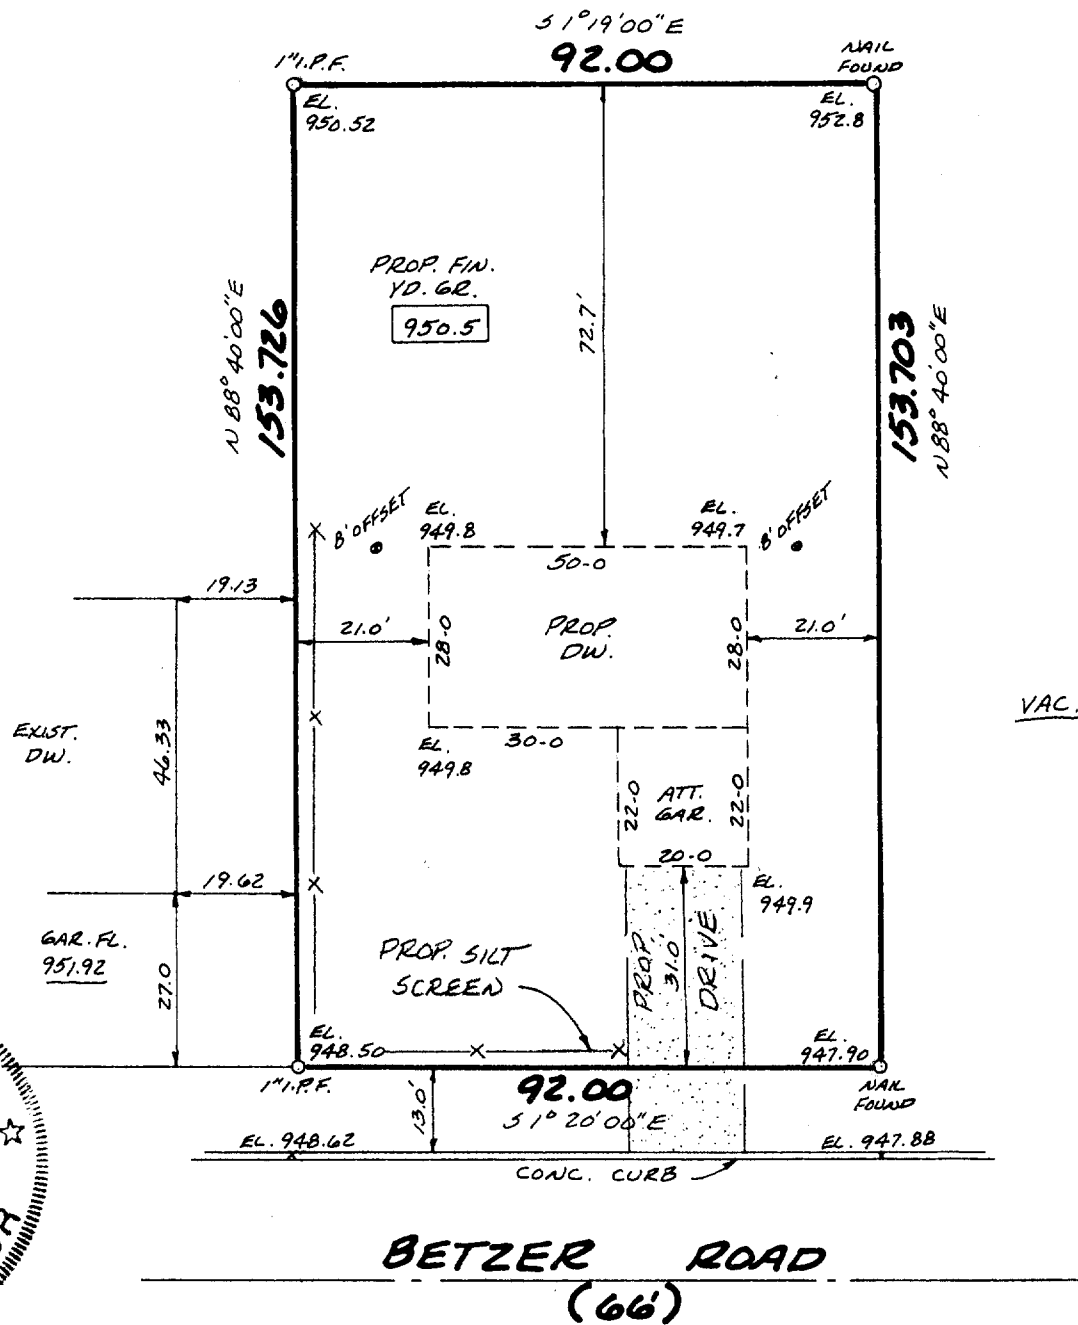 S 1° 19' 00" E
92.00
1" I.P.F.
NAIL
FOUND
EL.
950.52
EL.
952.8
PROP. FIN.
YD. GR.
950.5
72.7'
N 88° 40' 00" E
153.726
153.703
N 88° 40' 00" E
8' OFFSET
EL.
949.8
EL.
949.7
8' OFFSET
50-0
19.13
21.0'
28-0
PROP.
DW.
28-0
21.0'
VAC.
EXIST.
DW.
46.33
EL.
949.8
30-0
22-0
ATT.
GAR.
22-0
20-0
19.62
EL.
949.9
GAR. FL.
951.92
27.0
PROP. SILT
SCREEN
PROP.
31.0'
DRIVE
EL.
948.50
EL.
947.90
1" I.P.F.
13.0'
92.00
S 1° 20' 00" E
NAIL
FOUND
EL. 948.62
EL. 947.88
CONC. CURB
BETZER ROAD
(66')